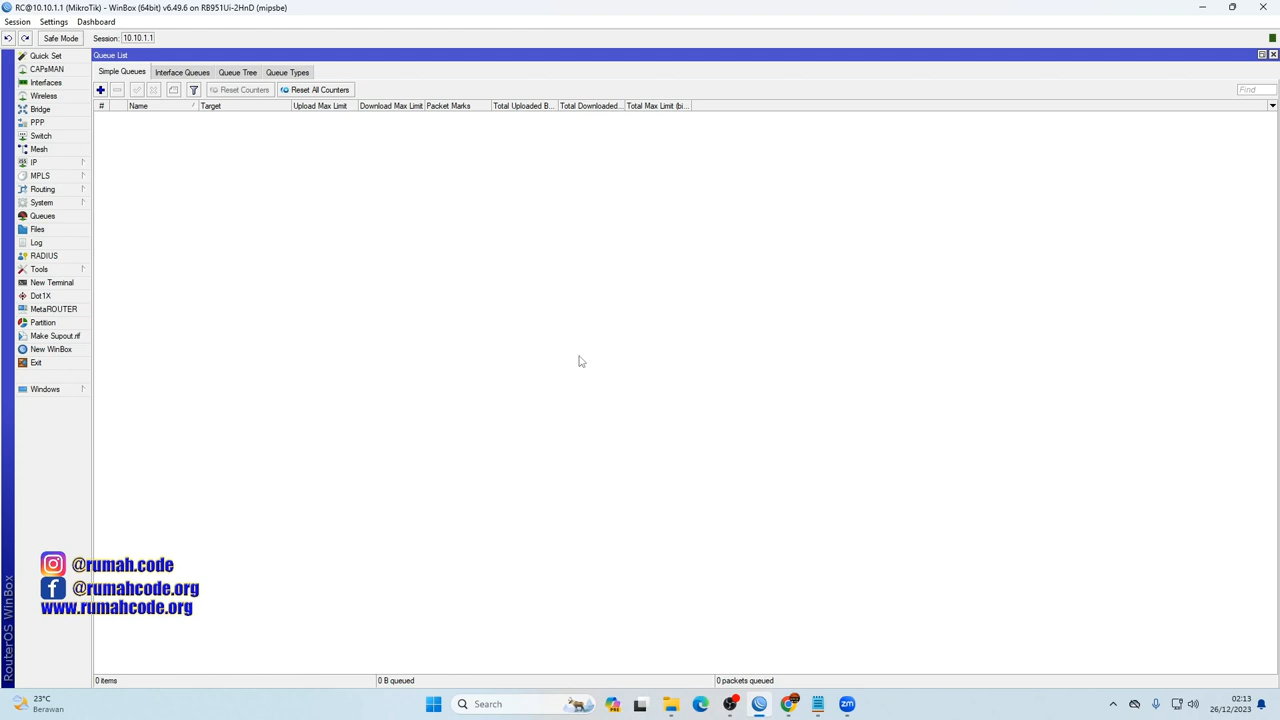 RC@10.10.1.1 (MikroTik) - WinBox (64bit) v6.49.6 on RB951Ui-2HnD (mipsbe)
Session Settings Dashboard
Safe Mode Session: 10.10.1.1
Queue List
Simple Queues Interface Queues Queue Tree Queue Types
Reset Counters Reset All Counters Find
# Name / Target Upload Max Limit Download Max Limit Packet Marks Total Uploaded B... Total Downloaded... Total Max Limit (bi...
Quick Set
CAPsMAN
Interfaces
Wireless
Bridge
PPP
Switch
Mesh
IP
MPLS
Routing
System
Queues
Files
Log
RADIUS
Tools
New Terminal
Dot1X
MetaROUTER
Partition
Make Supout.rif
New WinBox
Exit
Windows
RouterOS WinBox
@rumah.code
@rumahcode.org
www.rumahcode.org
0 items 0 B queued 0 packets queued
23°C
Berawan
Search
zm
02:13
26/12/2023